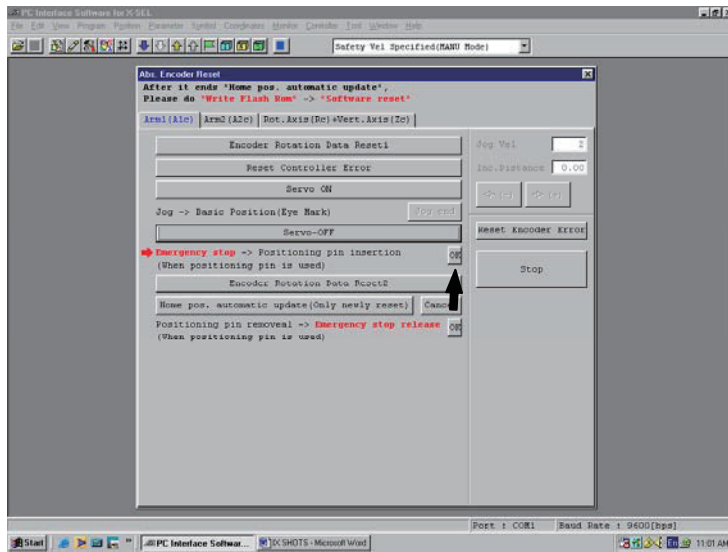 PC Interface Software for X-SEL
File Edit View Program Position Parameter Symbol Coordinates Monitor Controller Tool Window Help
Safety Vel Specified(MANU Mode)
Abs. Encoder Reset
After it ends "Home pos. automatic update",
Please do "Write Flash Rom" -> "Software reset"
Arm1(A1c) Arm2(A2c) Rot.Axis(Rc)+Vert.Axis(Zc)
Encoder Rotation Data Reset1
Jog Vel 2
Reset Controller Error
Inc.Distance 0.00
Servo ON
Jog -> Basic Position(Eye Mark) Jog end
Servo-OFF
Reset Encoder Error
Emergency stop -> Positioning pin insertion OK
(When positioning pin is used)
Stop
Encoder Rotation Data Reset2
Home pos. automatic update(Only newly reset)
Positioning pin removeal -> Emergency stop release OK
(When positioning pin is used)
Port : COM1 Baud Rate : 9600[bps]
Start PC Interface Softwar... IX SHOTS - Microsoft Word En 11:01 AM